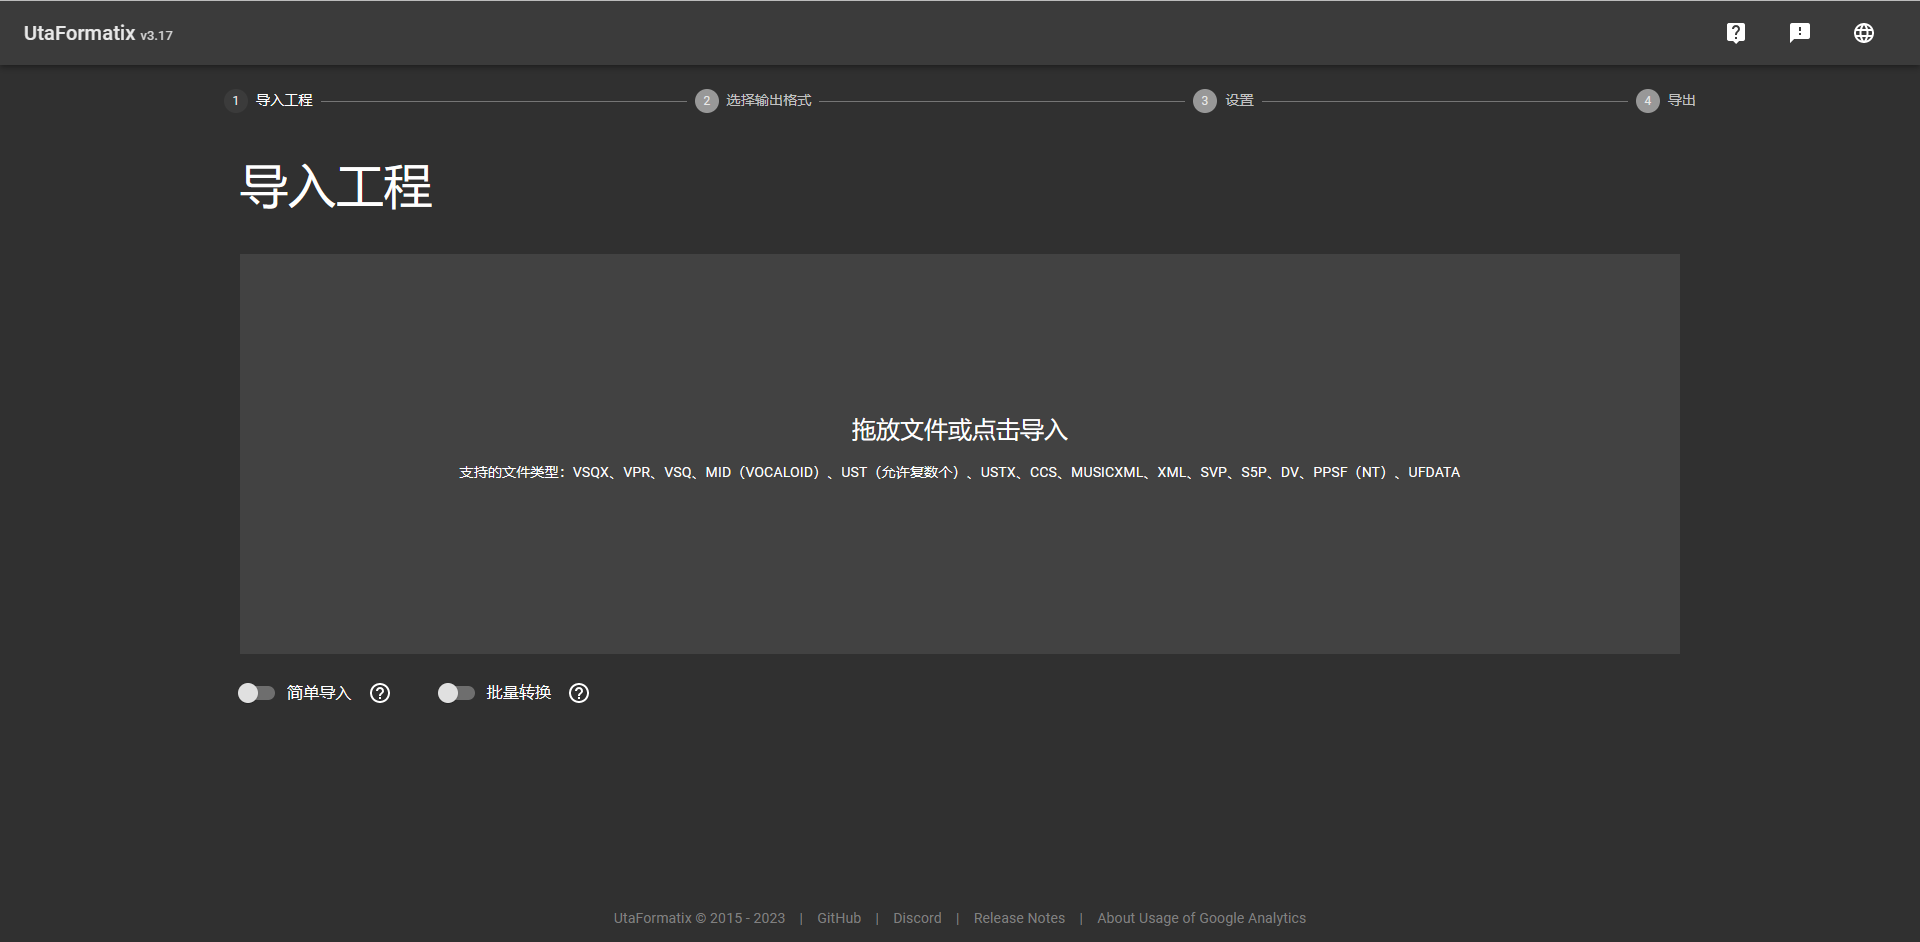 UtaFormatix v3.17
1 导入工程 2 选择输出格式 3 设置 4 导出
导入工程
拖放文件或点击导入
支持的文件类型：VSQX、VPR、VSQ、MID（VOCALOID）、UST（允许复数个）、USTX、CCS、MUSICXML、XML、SVP、S5P、DV、PPSF（NT）、UFDATA
简单导入 批量转换
UtaFormatix © 2015 - 2023 | GitHub | Discord | Release Notes | About Usage of Google Analytics